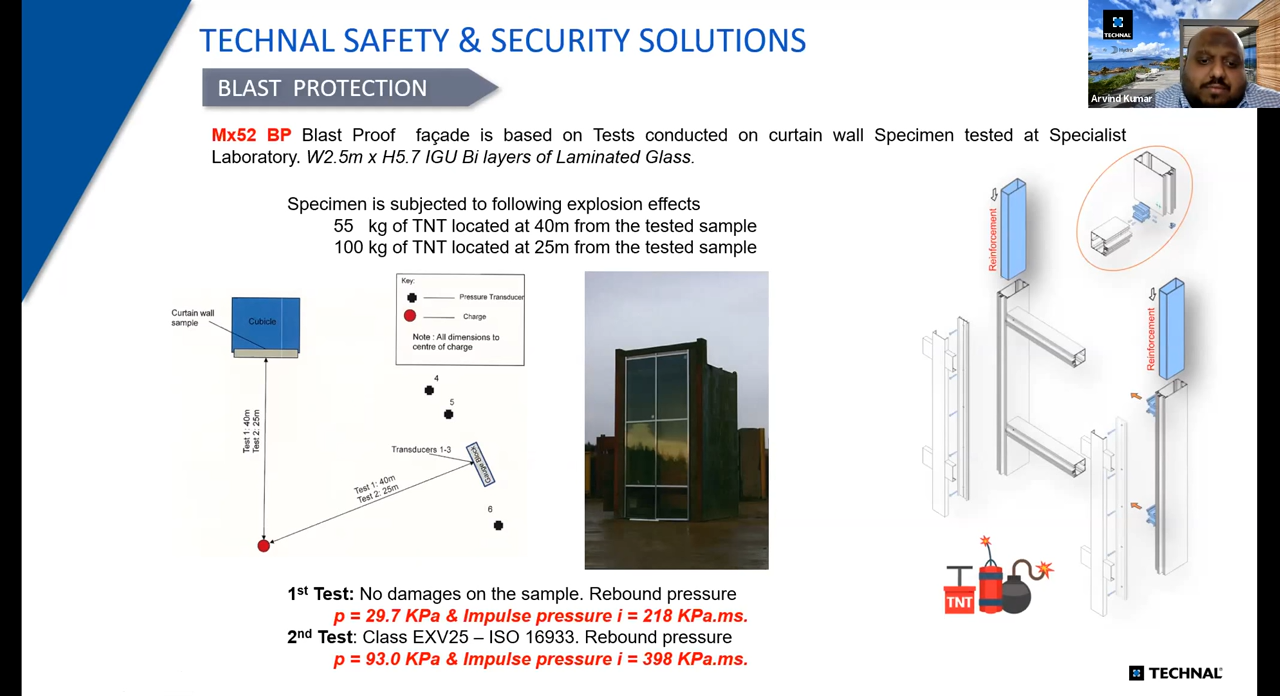 TECHNAL SAFETY & SECURITY SOLUTIONS
BLAST PROTECTION
TECHNAL
Hydro
Arvind Kumar
Mx52 BP Blast Proof façade is based on Tests conducted on curtain wall Specimen tested at Specialist
Laboratory. W2.5m x H5.7 IGU Bi layers of Laminated Glass.
Specimen is subjected to following explosion effects
55 kg of TNT located at 40m from the tested sample
100 kg of TNT located at 25m from the tested sample
Curtain wall
sample
Cubicle
Key:
Pressure Transducer
Charge
Note : All dimensions to
centre of charge
4
5
Test 1: 40m
Test 2: 25m
Transducers 1-3
Gauge Block
Test 1: 40m
Test 2: 25m
6
Reinforcement
Reinforcement
TNT
1st Test: No damages on the sample. Rebound pressure
p = 29.7 KPa & Impulse pressure i = 218 KPa.ms.
2nd Test: Class EXV25 – ISO 16933. Rebound pressure
p = 93.0 KPa & Impulse pressure i = 398 KPa.ms.
TECHNAL